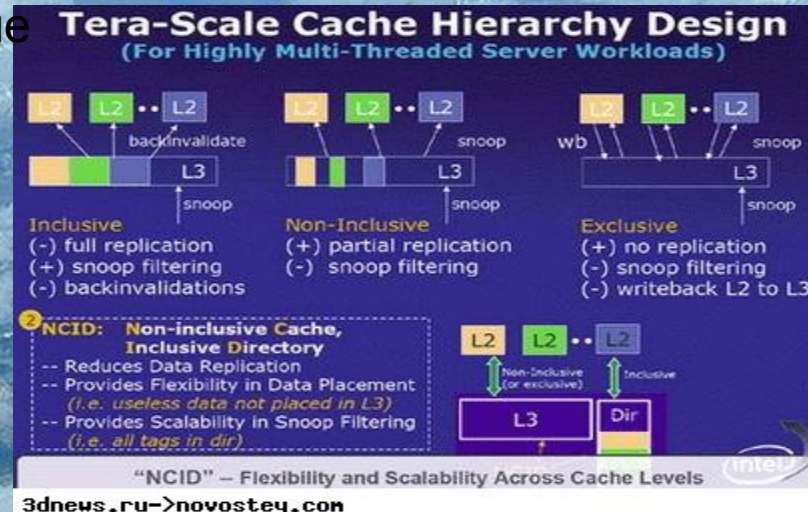 ge
Tera-Scale Cache Hierarchy Design
(For Highly Multi-Threaded Server Workloads)
L2 L2 •• L2
backinvalidate
L3
snoop
Inclusive
(-) full replication
(+) snoop filtering
(-) backinvalidations
L2 L2 •• L2
snoop
L3
snoop
Non-Inclusive
(+) partial replication
(-) snoop filtering
L2 L2 •• L2
wb snoop
L3
snoop
Exclusive
(+) no replication
(-) snoop filtering
(-) writeback L2 to L3
2
NCID: Non-inclusive Cache,
Inclusive Directory
-- Reduces Data Replication
-- Provides Flexibility in Data Placement
(i.e. useless data not placed in L3)
-- Provides Scalability in Snoop Filtering
(i.e. all tags in dir)
L2 L2 •• L2
Non-Inclusive
(or exclusive)
Inclusive
L3 Dir
intel
"NCID" – Flexibility and Scalability Across Cache Levels
3dnews.ru->novostey.com